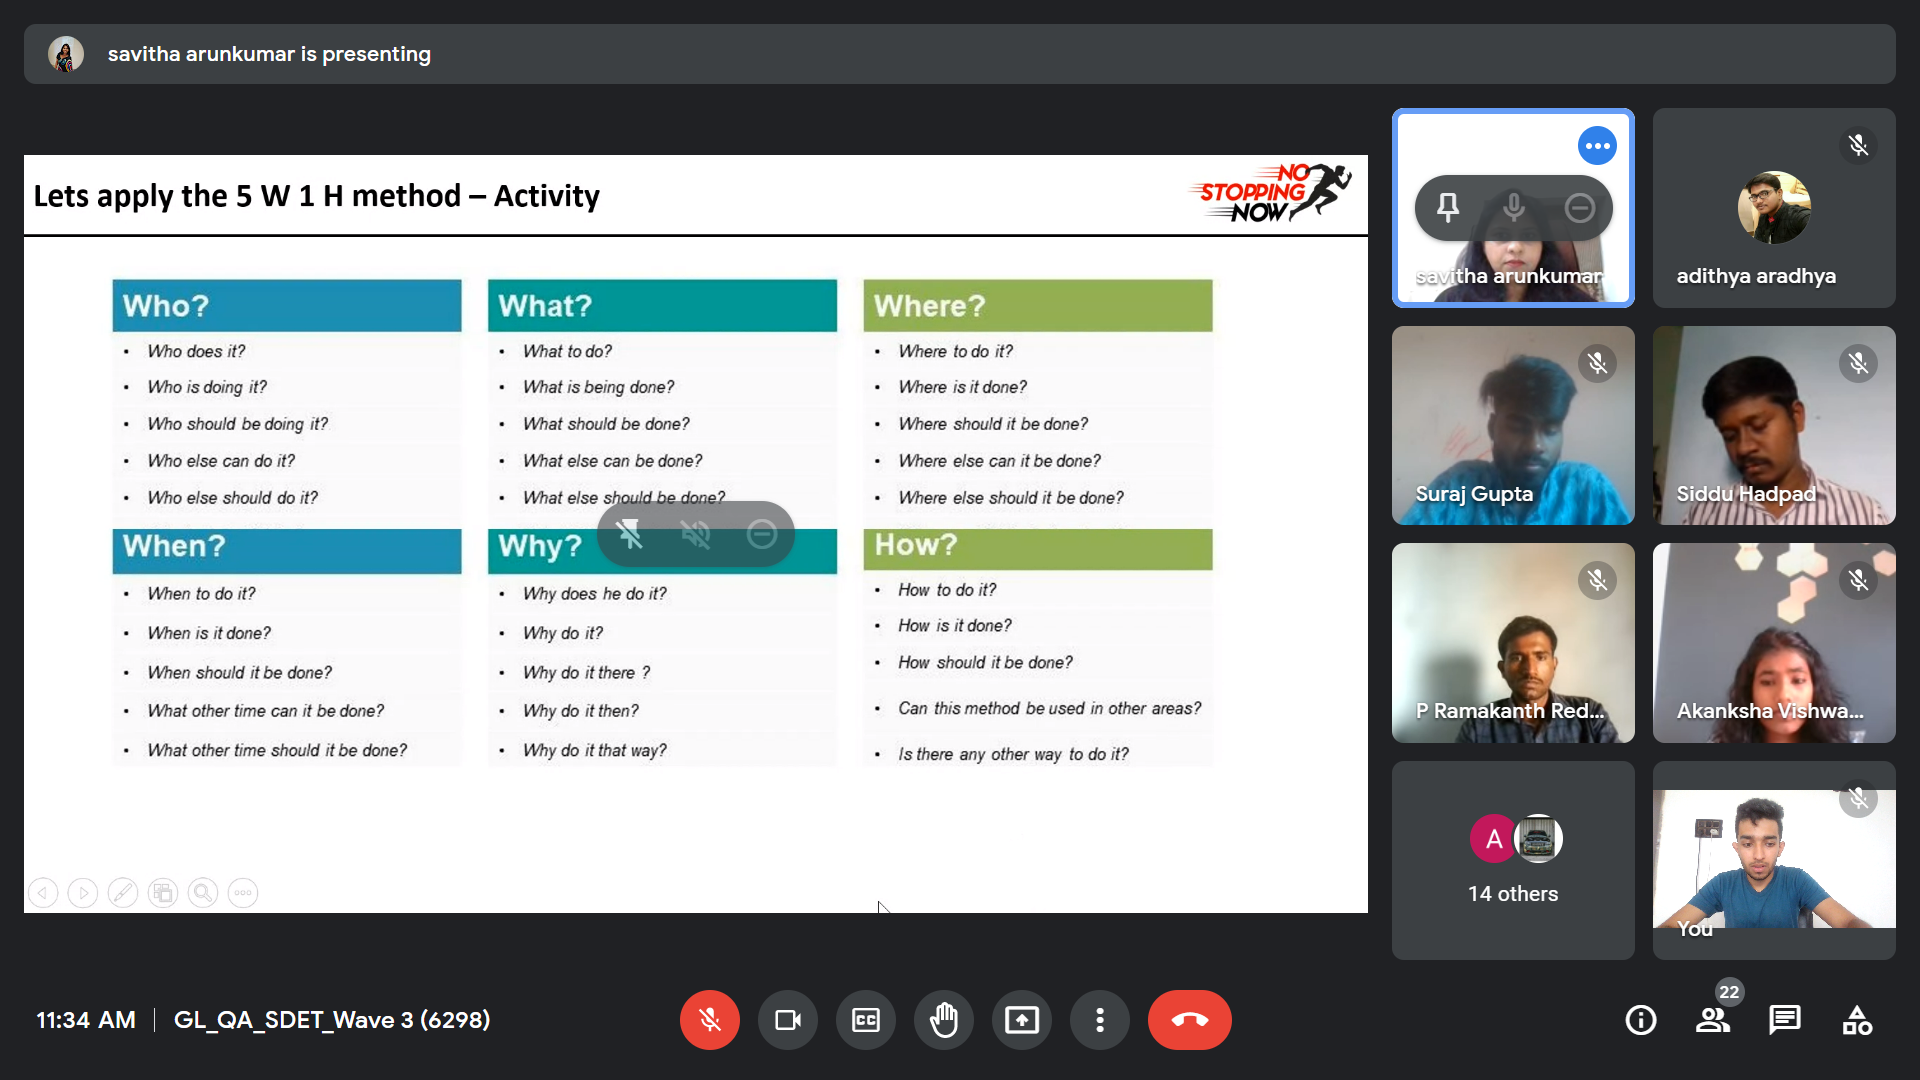 savitha arunkumar is presenting
Lets apply the 5 W 1 H method – Activity
NO
STOPPING
NOW
Who?
• Who does it?
• Who is doing it?
• Who should be doing it?
• Who else can do it?
• Who else should do it?
What?
• What to do?
• What is being done?
• What should be done?
• What else can be done?
• What else should be done?
Where?
• Where to do it?
• Where is it done?
• Where should it be done?
• Where else can it be done?
• Where else should it be done?
When?
• When to do it?
• When is it done?
• When should it be done?
• What other time can it be done?
• What other time should it be done?
Why?
• Why does he do it?
• Why do it?
• Why do it there ?
• Why do it then?
• Why do it that way?
How?
• How to do it?
• How is it done?
• How should it be done?
• Can this method be used in other areas?
• Is there any other way to do it?
savitha arunkumar
adithya aradhya
Suraj Gupta
Siddu Hadpad
P Ramakanth Red...
Akanksha Vishwa...
A
14 others
You
11:34 AM
GL_QA_SDET_Wave 3 (6298)
CC
22